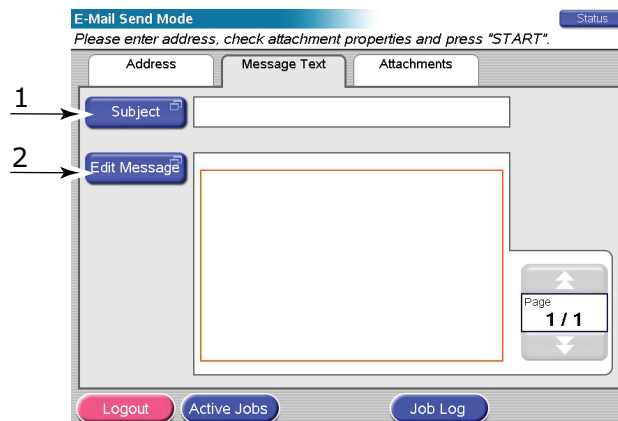 E-Mail Send Mode
Status
Please enter address, check attachment properties and press "START".
Address
Message Text
Attachments
1
Subject
2
Edit Message
Page
1 / 1
Logout
Active Jobs
Job Log